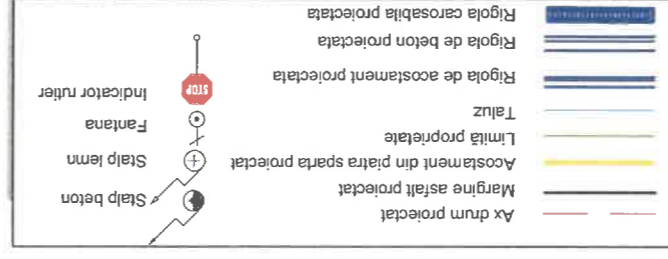 Ax drum proiectat
Margine asfalt proiectat
Acostament din piatra sparta proiectat
Limită proprietate
Taluz
Rigola de acostament proiectata
Rigola de beton proiectata
Rigola carosabila proiectata
Stalp beton
Stalp lemn
Fantana
Indicator rutier
STOP